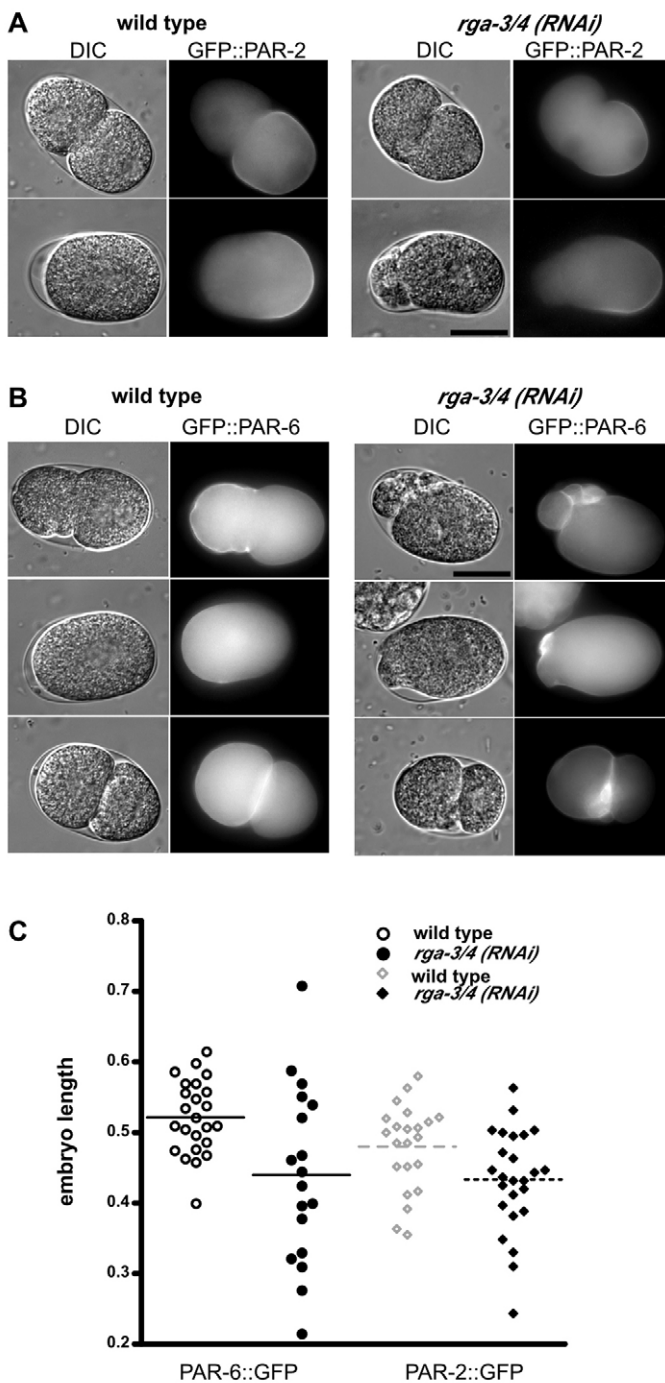 A
wild type
rga-3/4 (RNAi)
DIC
GFP::PAR-2
DIC
GFP::PAR-2
B
wild type
rga-3/4 (RNAi)
DIC
GFP::PAR-6
DIC
GFP::PAR-6
C
0.8
0.7
0.6
0.5
0.4
0.3
0.2
embryo length
wild type
rga-3/4 (RNAi)
wild type
rga-3/4 (RNAi)
PAR-6::GFP
PAR-2::GFP